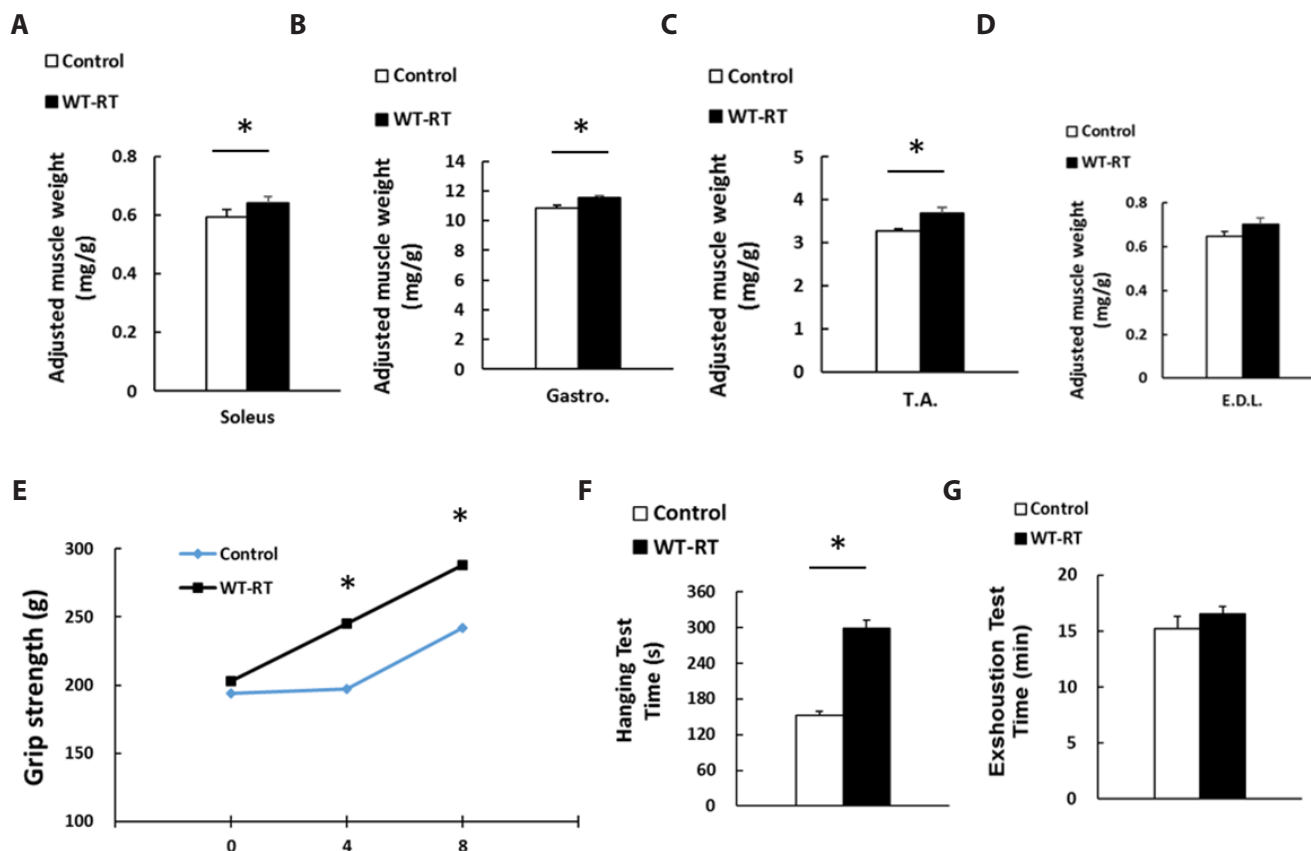 A
Control
WT-RT
*
Adjusted muscle weight
(mg/g)
0.8
0.6
0.4
0.2
0
Soleus
B
Control
WT-RT
*
Adjusted muscle weight
(mg/g)
14
12
10
8
6
4
2
0
Gastro.
C
Control
WT-RT
*
Adjusted muscle weight
(mg/g)
5
4
3
2
1
0
T.A.
D
Control
WT-RT
Adjusted muscle weight
(mg/g)
0.8
0.6
0.4
0.2
0
E.D.L.
E
Control
WT-RT
*
*
Grip strength (g)
300
250
200
150
100
0 4 8
F
Control
WT-RT
*
Hanging Test
Time (s)
360
300
240
180
120
60
0
G
Control
WT-RT
Exshoustion Test
Time (min)
20
15
10
5
0